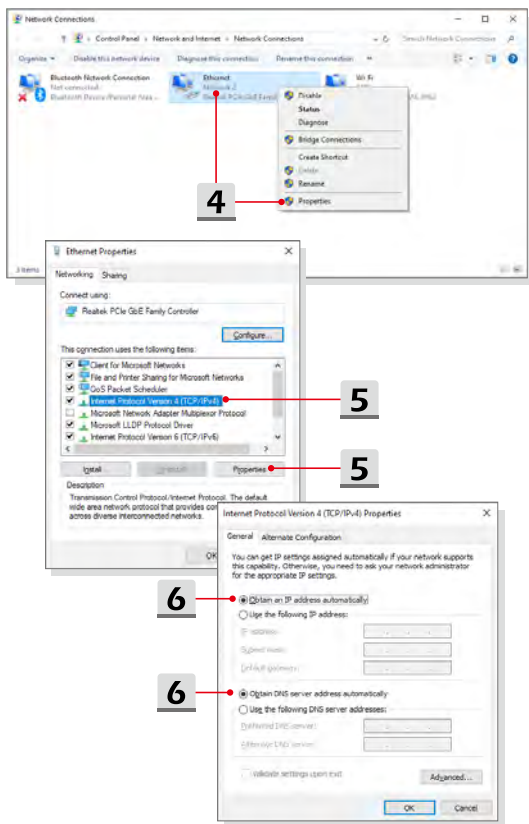 Network Connections
Control Panel › Network and Internet › Network Connections
Search Network Connections
Organize
Disable this network device
Diagnose this connection
Rename this connection
Bluetooth Network Connection
Not connected
Bluetooth Device (Personal Area ...
Ethernet
Network 2
Realtek PCIe GbE Family
Wi-Fi
Disable
Status
Diagnose
Bridge Connections
Create Shortcut
Delete
Rename
Properties
4
3 items
Ethernet Properties
Networking Sharing
Connect using:
Realtek PCIe GbE Family Controller
Configure...
This connection uses the following items:
Client for Microsoft Networks
File and Printer Sharing for Microsoft Networks
QoS Packet Scheduler
Internet Protocol Version 4 (TCP/IPv4)
5
Microsoft Network Adapter Multiplexor Protocol
Microsoft LLDP Protocol Driver
Internet Protocol Version 6 (TCP/IPv6)
Install...
Uninstall
Properties
5
Description
Transmission Control Protocol/Internet Protocol. The default
wide area network protocol that provides
across diverse interconnected networks.
OK
Internet Protocol Version 4 (TCP/IPv4) Properties
General Alternate Configuration
You can get IP settings assigned automatically if your network supports
this capability. Otherwise, you need to ask your network administrator
for the appropriate IP settings.
6
Obtain an IP address automatically
Use the following IP address:
IP address:
Subnet mask:
Default gateway:
6
Obtain DNS server address automatically
Use the following DNS server addresses:
Preferred DNS server:
Alternate DNS server:
Validate settings upon exit
Advanced...
OK
Cancel